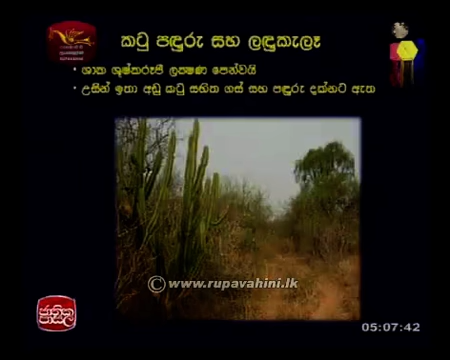 කටු පඳුරු සහ ලඳුකැලෑ
• ශාක ශුෂ්කරූපී ලක්ෂණ පෙන්වයි
• උසින් ඉතා අඩු කටු සහිත ගස් සහ පඳුරු දක්නට ඇත
© www.rupavahini.lk
ජාතික
පාසල
05:07:42